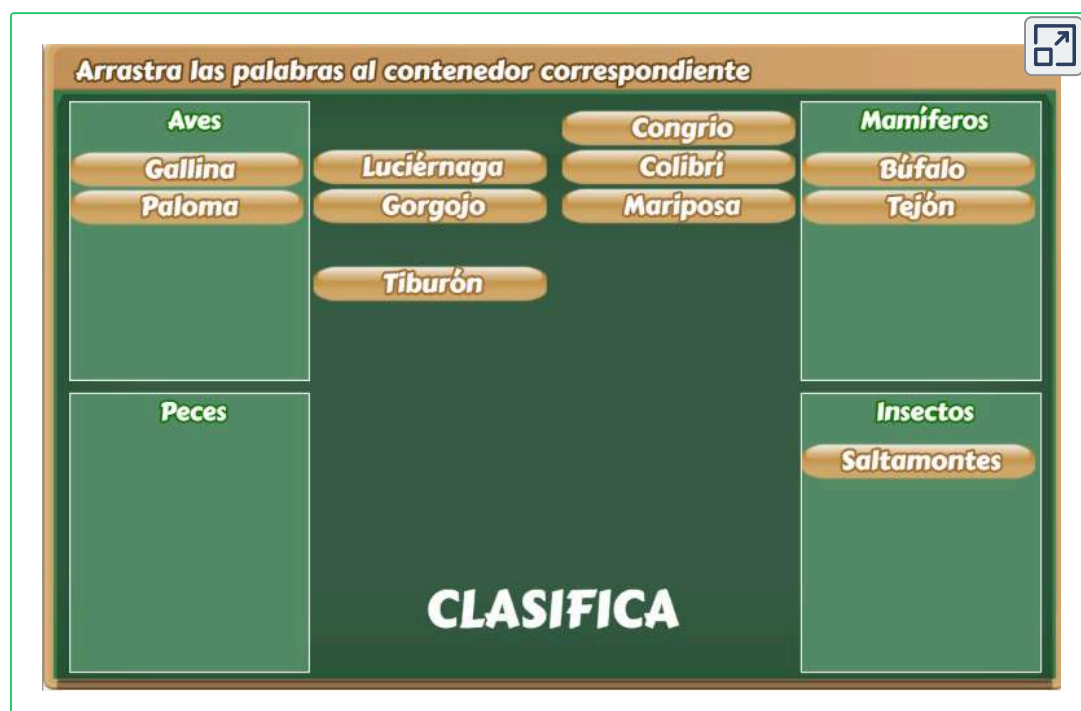 Arrastra las palabras al contenedor correspondiente
Aves
Gallina
Paloma
Luciérnaga
Gorgojo
Tiburón
Congrio
Colibrí
Mariposa
Mamíferos
Búfalo
Tejón
Peces
Insectos
Saltamontes
CLASIFICA